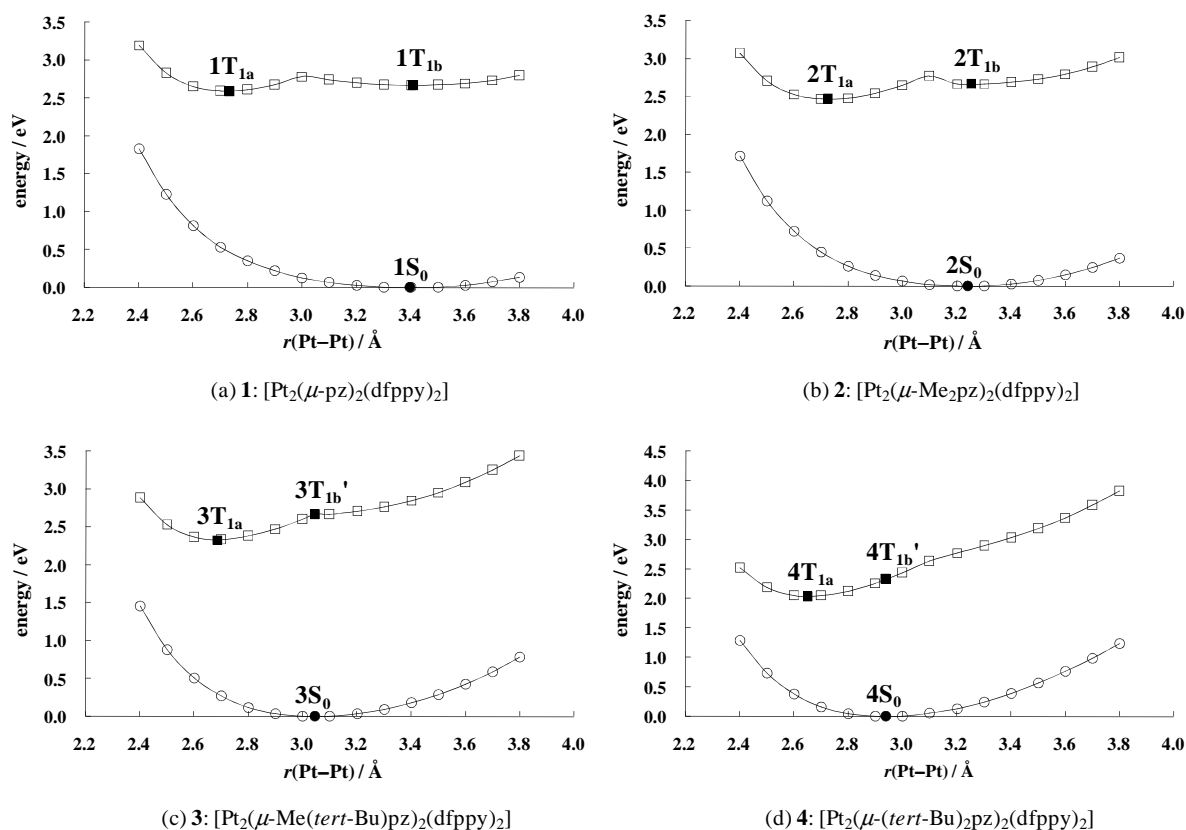 3.5
3.0
2.5
2.0
1.5
1.0
0.5
0.0
energy / eV
1T1a
1T1b
1S0
2.2 2.4 2.6 2.8 3.0 3.2 3.4 3.6 3.8 4.0
r(Pt−Pt) / Å
(a) 1: [Pt2(μ-pz)2(dfppy)2]
3.5
3.0
2.5
2.0
1.5
1.0
0.5
0.0
energy / eV
2T1a
2T1b
2S0
2.2 2.4 2.6 2.8 3.0 3.2 3.4 3.6 3.8 4.0
r(Pt−Pt) / Å
(b) 2: [Pt2(μ-Me2pz)2(dfppy)2]
3.5
3.0
2.5
2.0
1.5
1.0
0.5
0.0
energy / eV
3T1a
3T1b'
3S0
2.2 2.4 2.6 2.8 3.0 3.2 3.4 3.6 3.8 4.0
r(Pt−Pt) / Å
(c) 3: [Pt2(μ-Me(tert-Bu)pz)2(dfppy)2]
4.5
4.0
3.5
3.0
2.5
2.0
1.5
1.0
0.5
0.0
energy / eV
4T1a
4T1b'
4S0
2.2 2.4 2.6 2.8 3.0 3.2 3.4 3.6 3.8 4.0
r(Pt−Pt) / Å
(d) 4: [Pt2(μ-(tert-Bu)2pz)2(dfppy)2]